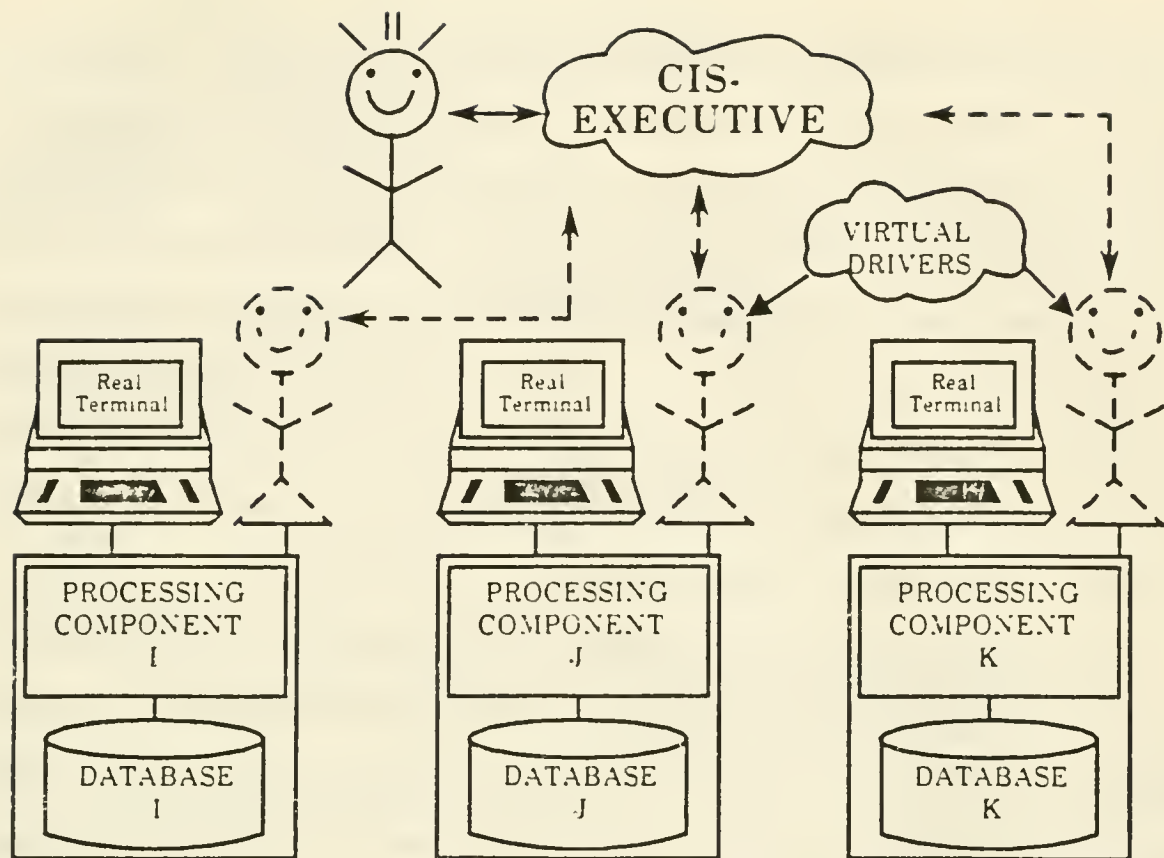 CIS-
EXECUTIVE
VIRTUAL
DRIVERS
Real
Terminal
Real
Terminal
Real
Terminal
PROCESSING
COMPONENT
I
PROCESSING
COMPONENT
J
PROCESSING
COMPONENT
K
DATABASE
I
DATABASE
J
DATABASE
K